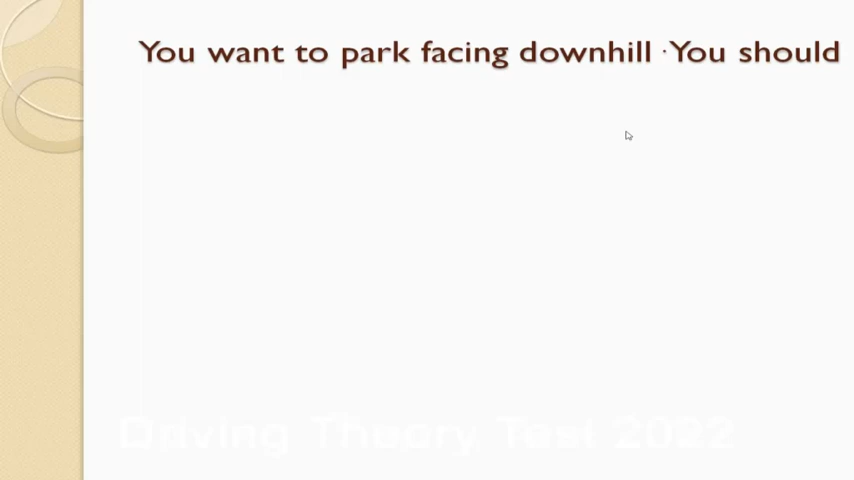 You want to park facing downhill . You should
Driving Theory Test 2022